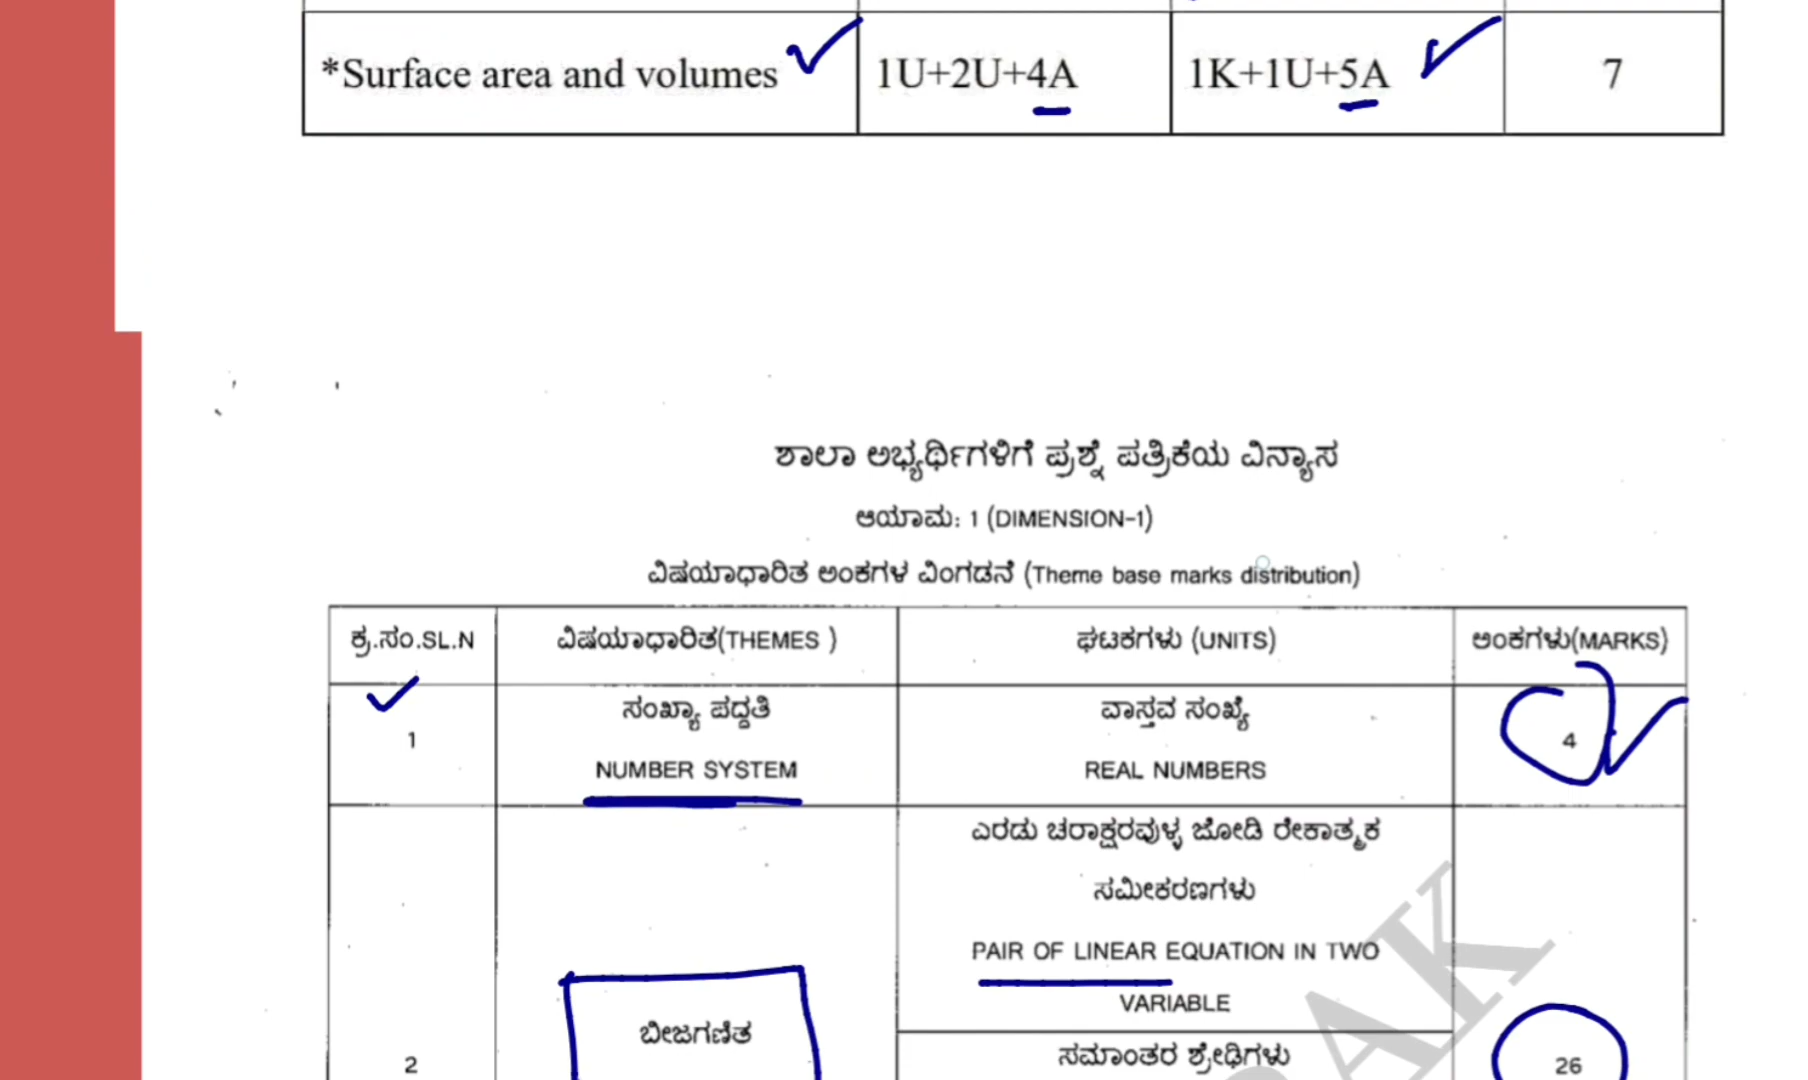 *Surface area and volumes 1U+2U+4A 1K+1U+5A 7
ಶಾಲಾ ಅಭ್ಯರ್ಥಿಗಳಿಗೆ ಪ್ರಶ್ನೆ ಪತ್ರಿಕೆಯ ವಿನ್ಯಾಸ
ಆಯಾಮ: 1 (DIMENSION-1)
ವಿಷಯಾಧಾರಿತ ಅಂಕಗಳ ವಿಂಗಡನೆ (Theme base marks distribution)
ಕ್ರ.ಸಂ.SL.N ವಿಷಯಾಧಾರಿತ(THEMES ) ಘಟಕಗಳು (UNITS) ಅಂಕಗಳು(MARKS)
ಸಂಖ್ಯಾ ಪದ್ದತಿ ವಾಸ್ತವ ಸಂಖ್ಯೆ
1 4
NUMBER SYSTEM REAL NUMBERS
ಎರಡು ಚರಾಕ್ಷರವುಳ್ಳ ಜೋಡಿ ರೇಕಾತ್ಮಕ
ಸಮೀಕರಣಗಳು
PAIR OF LINEAR EQUATION IN TWO
VARIABLE
ಬೀಜಗಣಿತ
2 ಸಮಾಂತರ ಶ್ರೇಢಿಗಳು 26